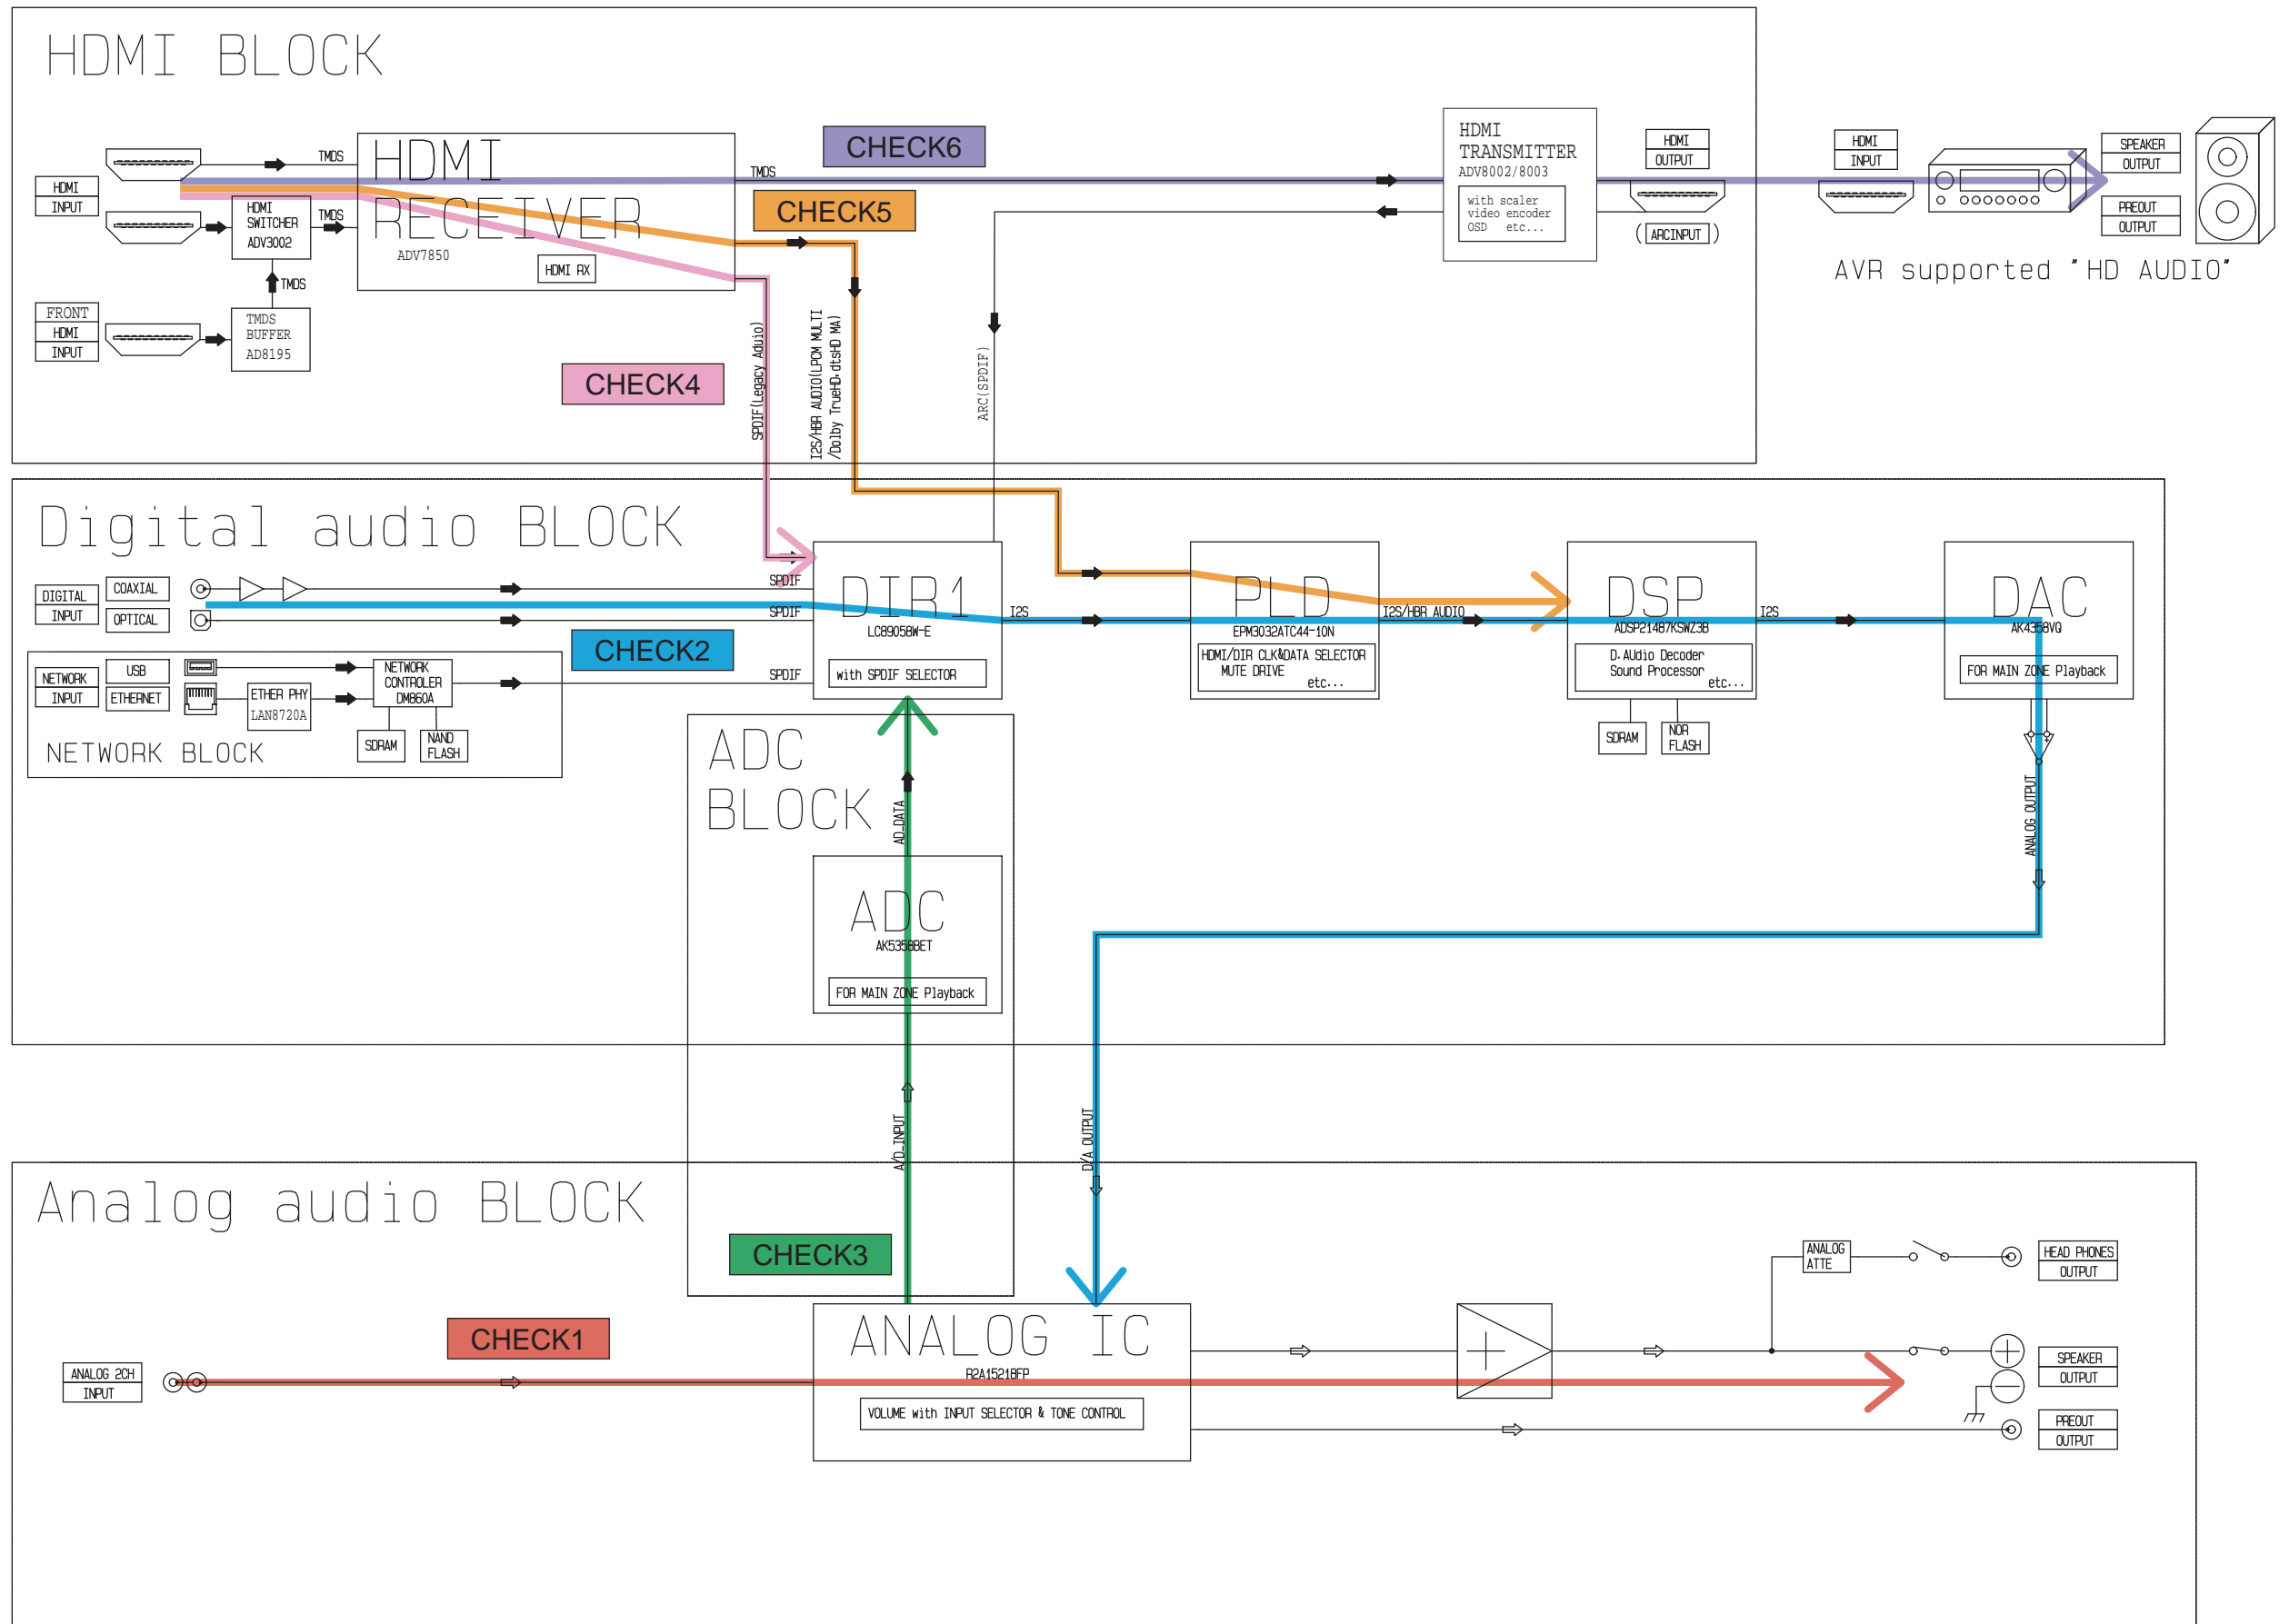 HDMI BLOCK
HDMI
INPUT
TMDS
HDMI
SWITCHER
ADV3002
TMDS
TMDS
FRONT
HDMI
INPUT
TMDS
BUFFER
AD8195
HDMI
RECEIVER
ADV7850
HDMI RX
CHECK6
TMDS
CHECK5
CHECK4
SPDIF(Legacy Aduio)
I2S/HBR AUDIO(LPCM MULTI
/Dolby TrueHD,dtsHD MA)
ARC(SPDIF)
HDMI
TRANSMITTER
ADV8002/8003
with scaler
video encoder
OSD etc...
HDMI
OUTPUT
( ARCINPUT )
HDMI
INPUT
SPEAKER
OUTPUT
PREOUT
OUTPUT
AVR supported "HD AUDIO"
Digital audio BLOCK
DIGITAL
INPUT
COAXIAL
OPTICAL
SPDIF
SPDIF
CHECK2
NETWORK
INPUT
USB
ETHERNET
ETHER PHY
LAN8720A
NETWORK
CONTROLER
DM860A
SDRAM
NAND
FLASH
SPDIF
NETWORK BLOCK
DIR1
LC89058W-E
with SPDIF SELECTOR
I2S
PLD
EPM3032ATC44-10N
HDMI/DIR CLK&DATA SELECTOR
MUTE DRIVE
etc...
I2S/HBR AUDIO
DSP
ADSP21487KSWZ3B
D.AUdio Decoder
Sound Processor
etc...
SDRAM
NOR
FLASH
I2S
DAC
AK4358VQ
FOR MAIN ZONE Playback
ANALOG OUTPUT
ADC
BLOCK
AD_DATA
ADC
AK5358BET
FOR MAIN ZONE Playback
A/D_INPUT
D/A OUTPUT
Analog audio BLOCK
CHECK3
CHECK1
ANALOG 2CH
INPUT
ANALOG IC
R2A15218FP
VOLUME with INPUT SELECTOR & TONE CONTROL
ANALOG
ATTE
HEAD PHONES
OUTPUT
SPEAKER
OUTPUT
PREOUT
OUTPUT